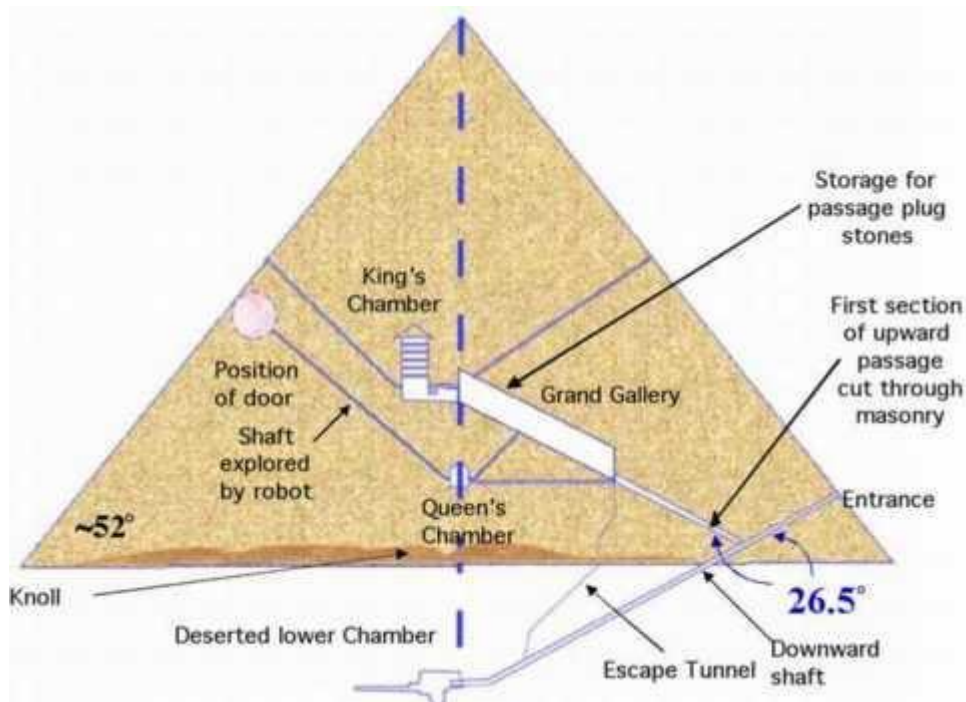 Storage for
passage plug
stones
King's
Chamber
First section
of upward
passage
cut through
masonry
Position
of door
Grand Gallery
Shaft
explored
by robot
Queen's
Chamber
Entrance
~52°
Knoll
26.5°
Deserted lower Chamber
Escape Tunnel
Downward
shaft